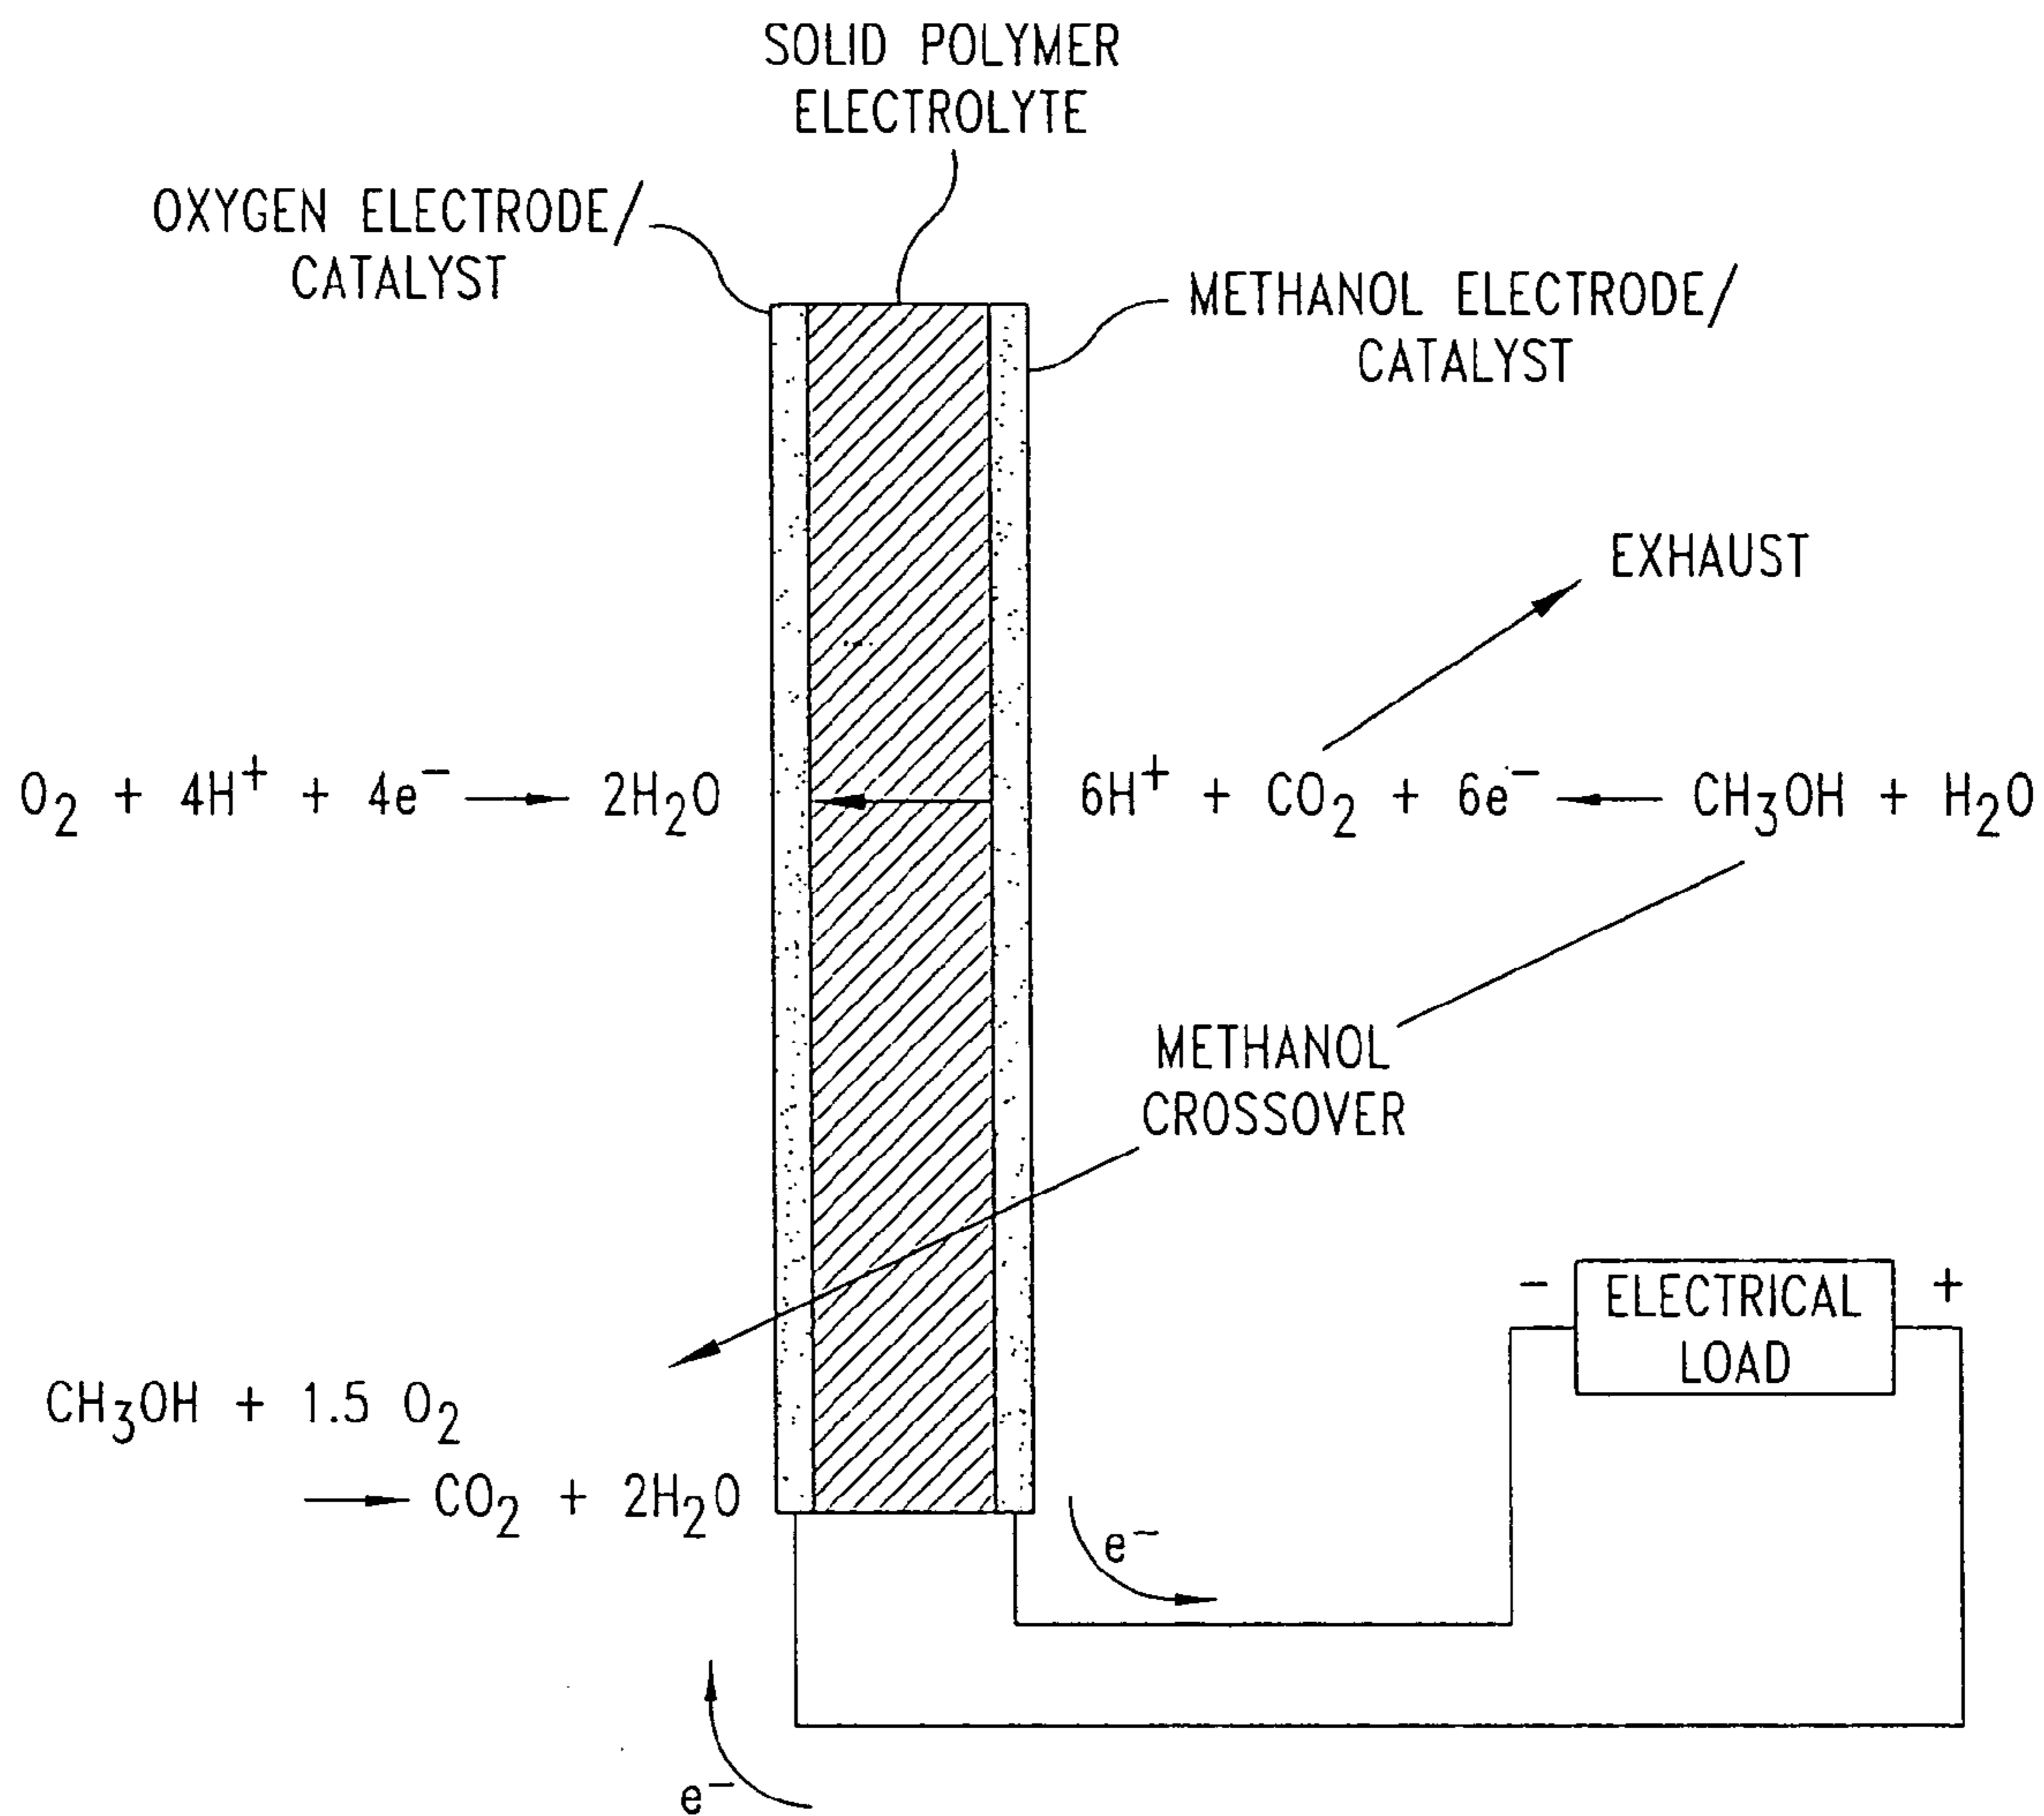 SOLID POLYMER
ELECTROLYTE
OXYGEN ELECTRODE/
CATALYST
METHANOL ELECTRODE/
CATALYST
EXHAUST
O₂ + 4H⁺ + 4e⁻ → 2H₂O
6H⁺ + CO₂ + 6e⁻ ← CH₃OH + H₂O
METHANOL
CROSSOVER
CH₃OH + 1.5 O₂
→ CO₂ + 2H₂O
− ELECTRICAL +
LOAD
e⁻
e⁻